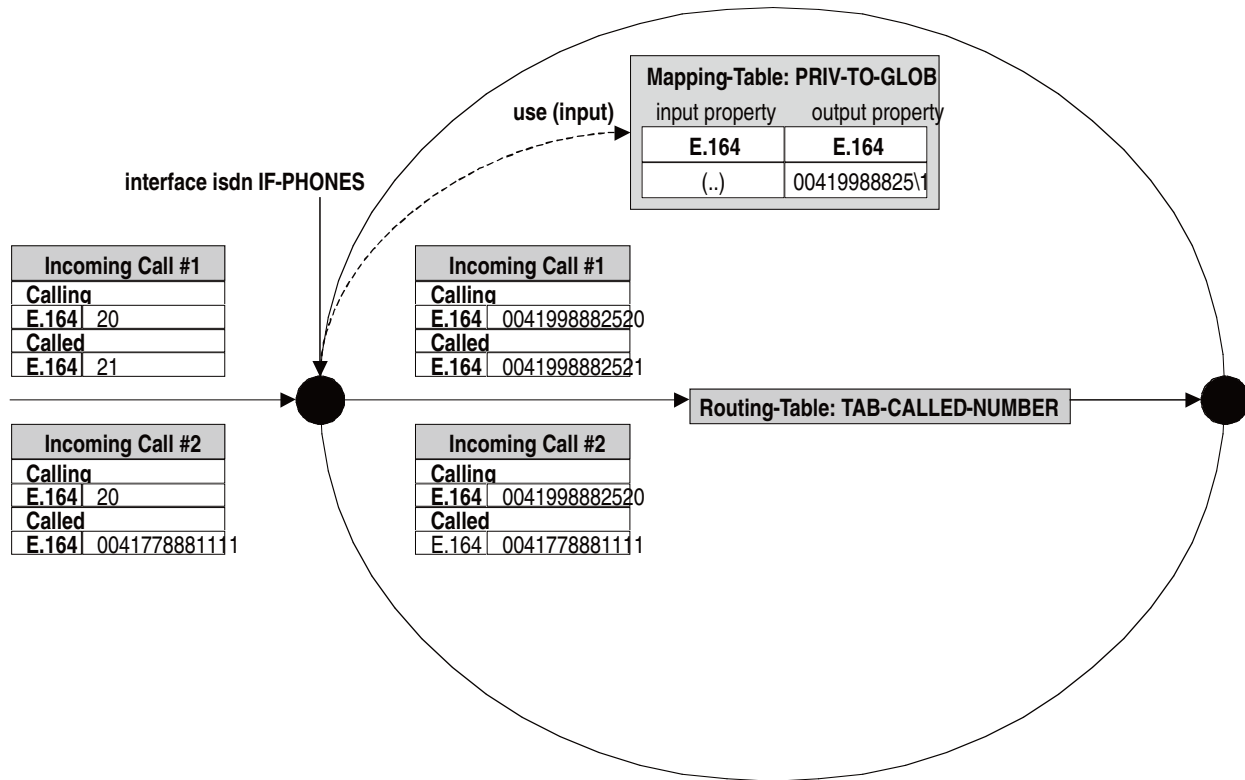 Mapping-Table: PRIV-TO-GLOB
input property output property
E.164 E.164
(..) 00419988825\1
use (input)
interface isdn IF-PHONES
Incoming Call #1
Calling
E.164 20
Called
E.164 21
Incoming Call #1
Calling
E.164 0041998882520
Called
E.164 0041998882521
Routing-Table: TAB-CALLED-NUMBER
Incoming Call #2
Calling
E.164 20
Called
E.164 0041778881111
Incoming Call #2
Calling
E.164 0041998882520
Called
E.164 0041778881111